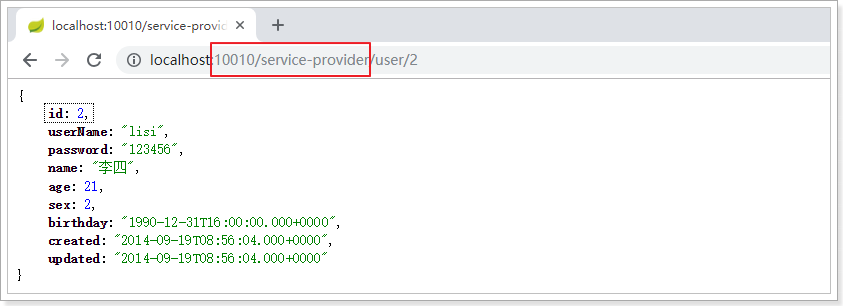 localhost:10010/service-provid
localhost:10010/service-provider/user/2
{
id: 2,
userName: "lisi",
password: "123456",
name: "李四",
age: 21,
sex: 2,
birthday: "1990-12-31T16:00:00.000+0000",
created: "2014-09-19T08:56:04.000+0000",
updated: "2014-09-19T08:56:04.000+0000"
}